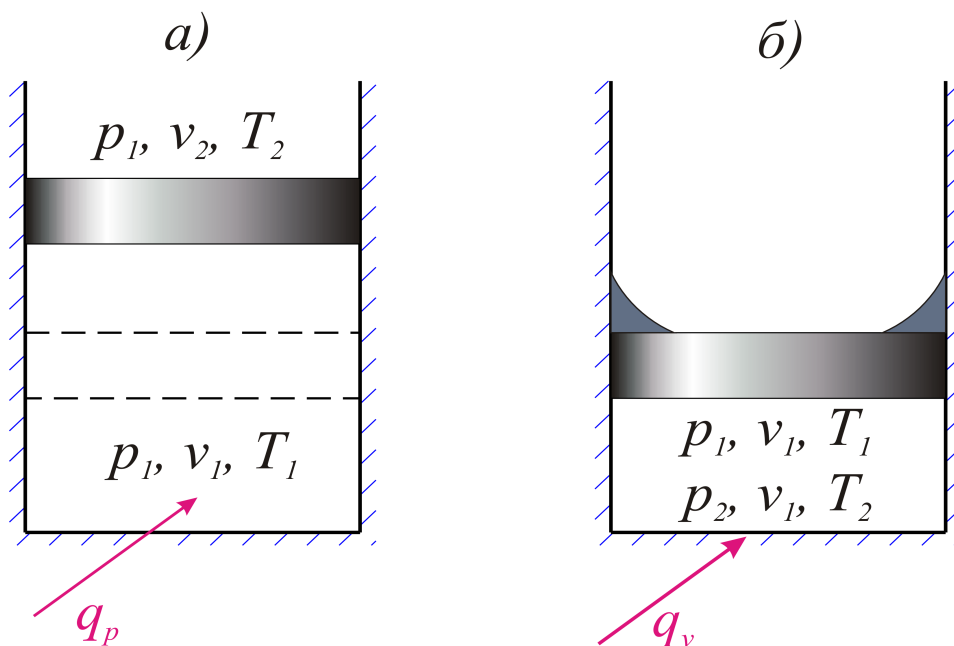 а)
p₁, v₂, T₂
p₁, v₁, T₁
qₚ
б)
p₁, v₁, T₁
p₂, v₁, T₂
qᵥ